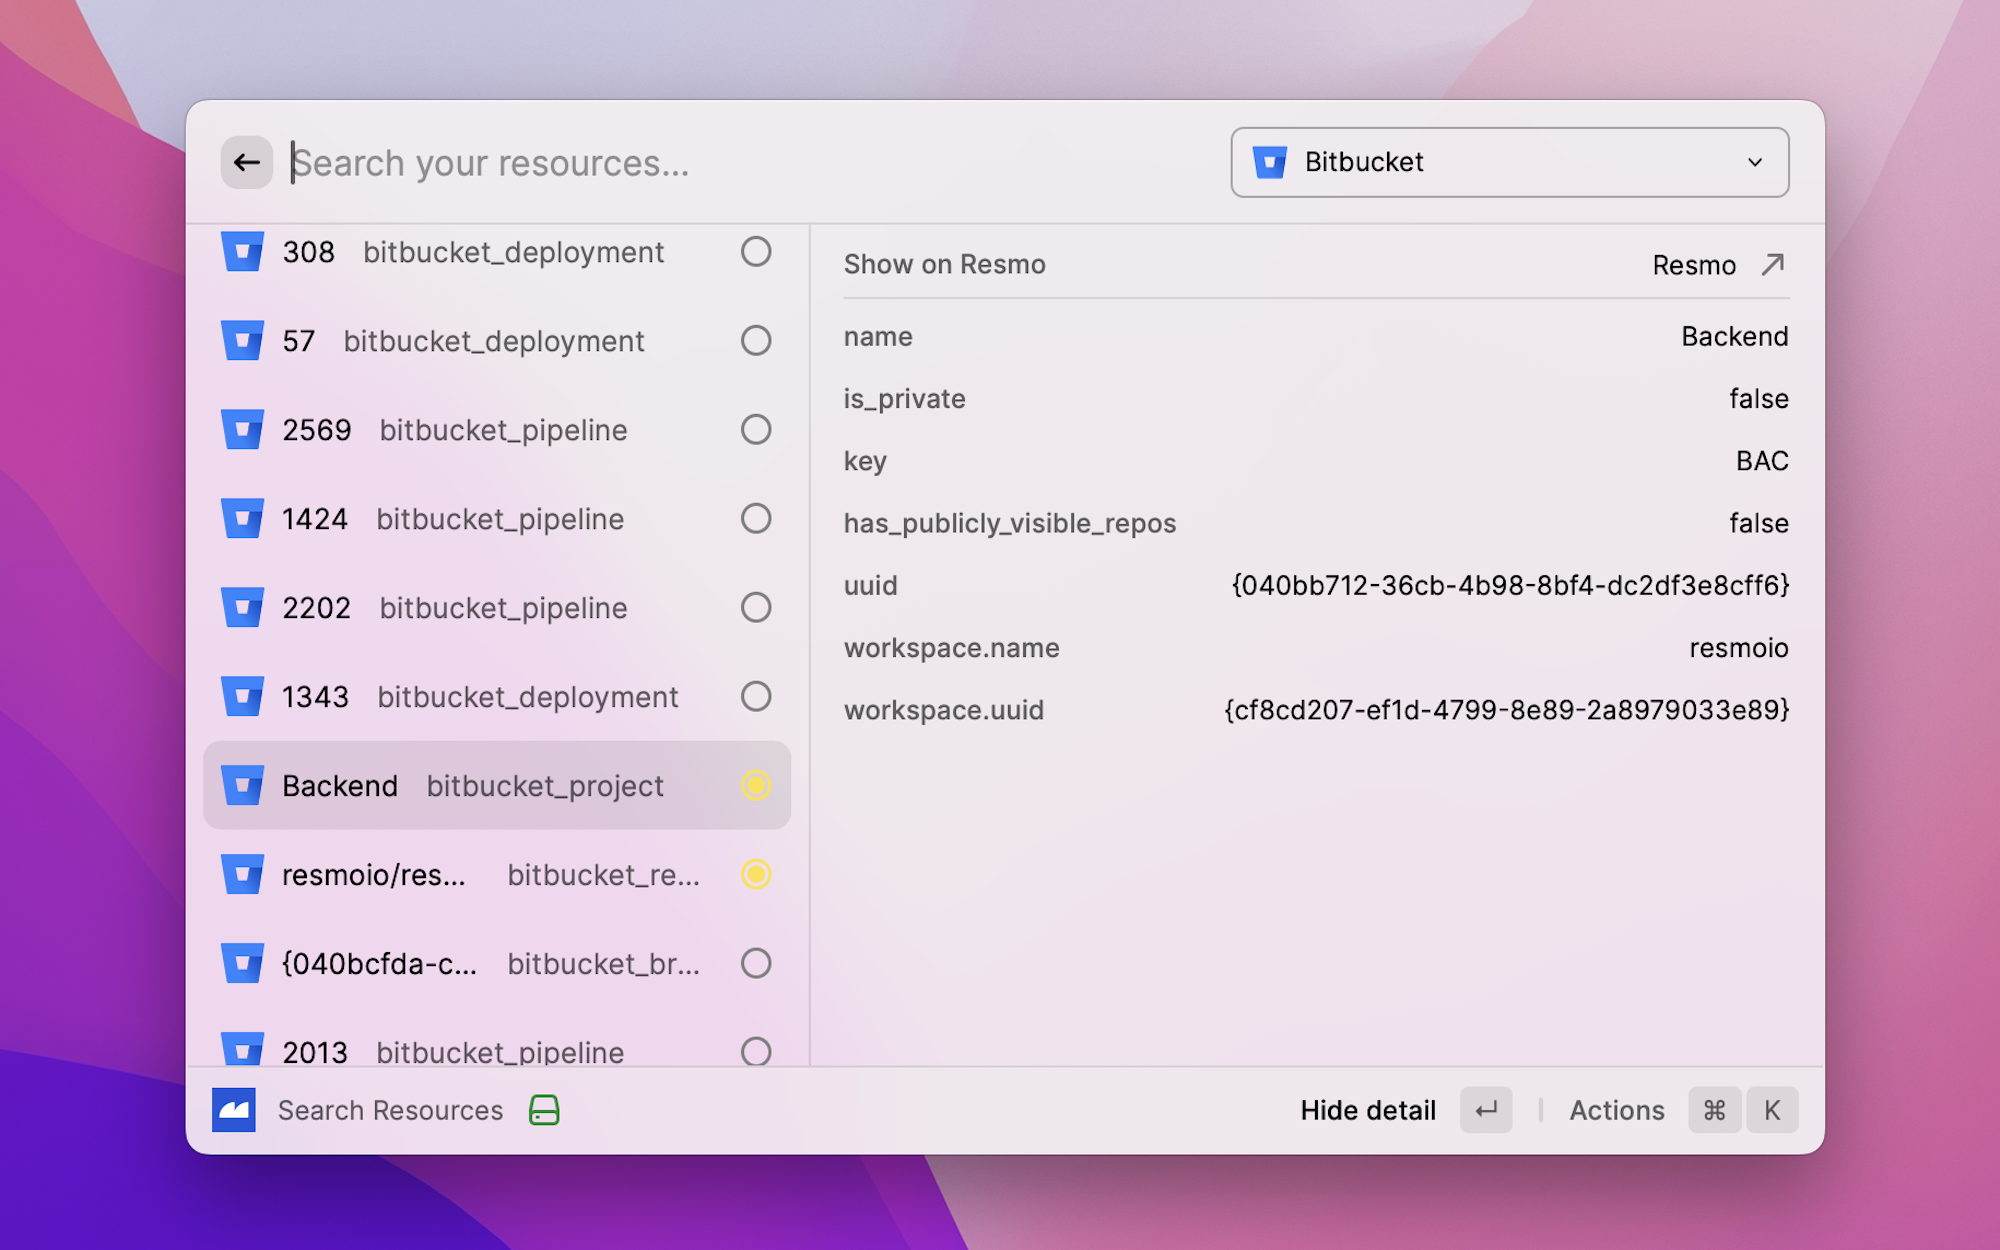 Search your resources...
Bitbucket
308 bitbucket_deployment
57 bitbucket_deployment
2569 bitbucket_pipeline
1424 bitbucket_pipeline
2202 bitbucket_pipeline
1343 bitbucket_deployment
Backend bitbucket_project
resmoio/res... bitbucket_re...
{040bcfda-c... bitbucket_br...
2013 bitbucket_pipeline
Show on Resmo Resmo
name Backend
is_private false
key BAC
has_publicly_visible_repos false
uuid {040bb712-36cb-4b98-8bf4-dc2df3e8cff6}
workspace.name resmoio
workspace.uuid {cf8cd207-ef1d-4799-8e89-2a8979033e89}
Search Resources
Hide detail ↵ Actions ⌘ K